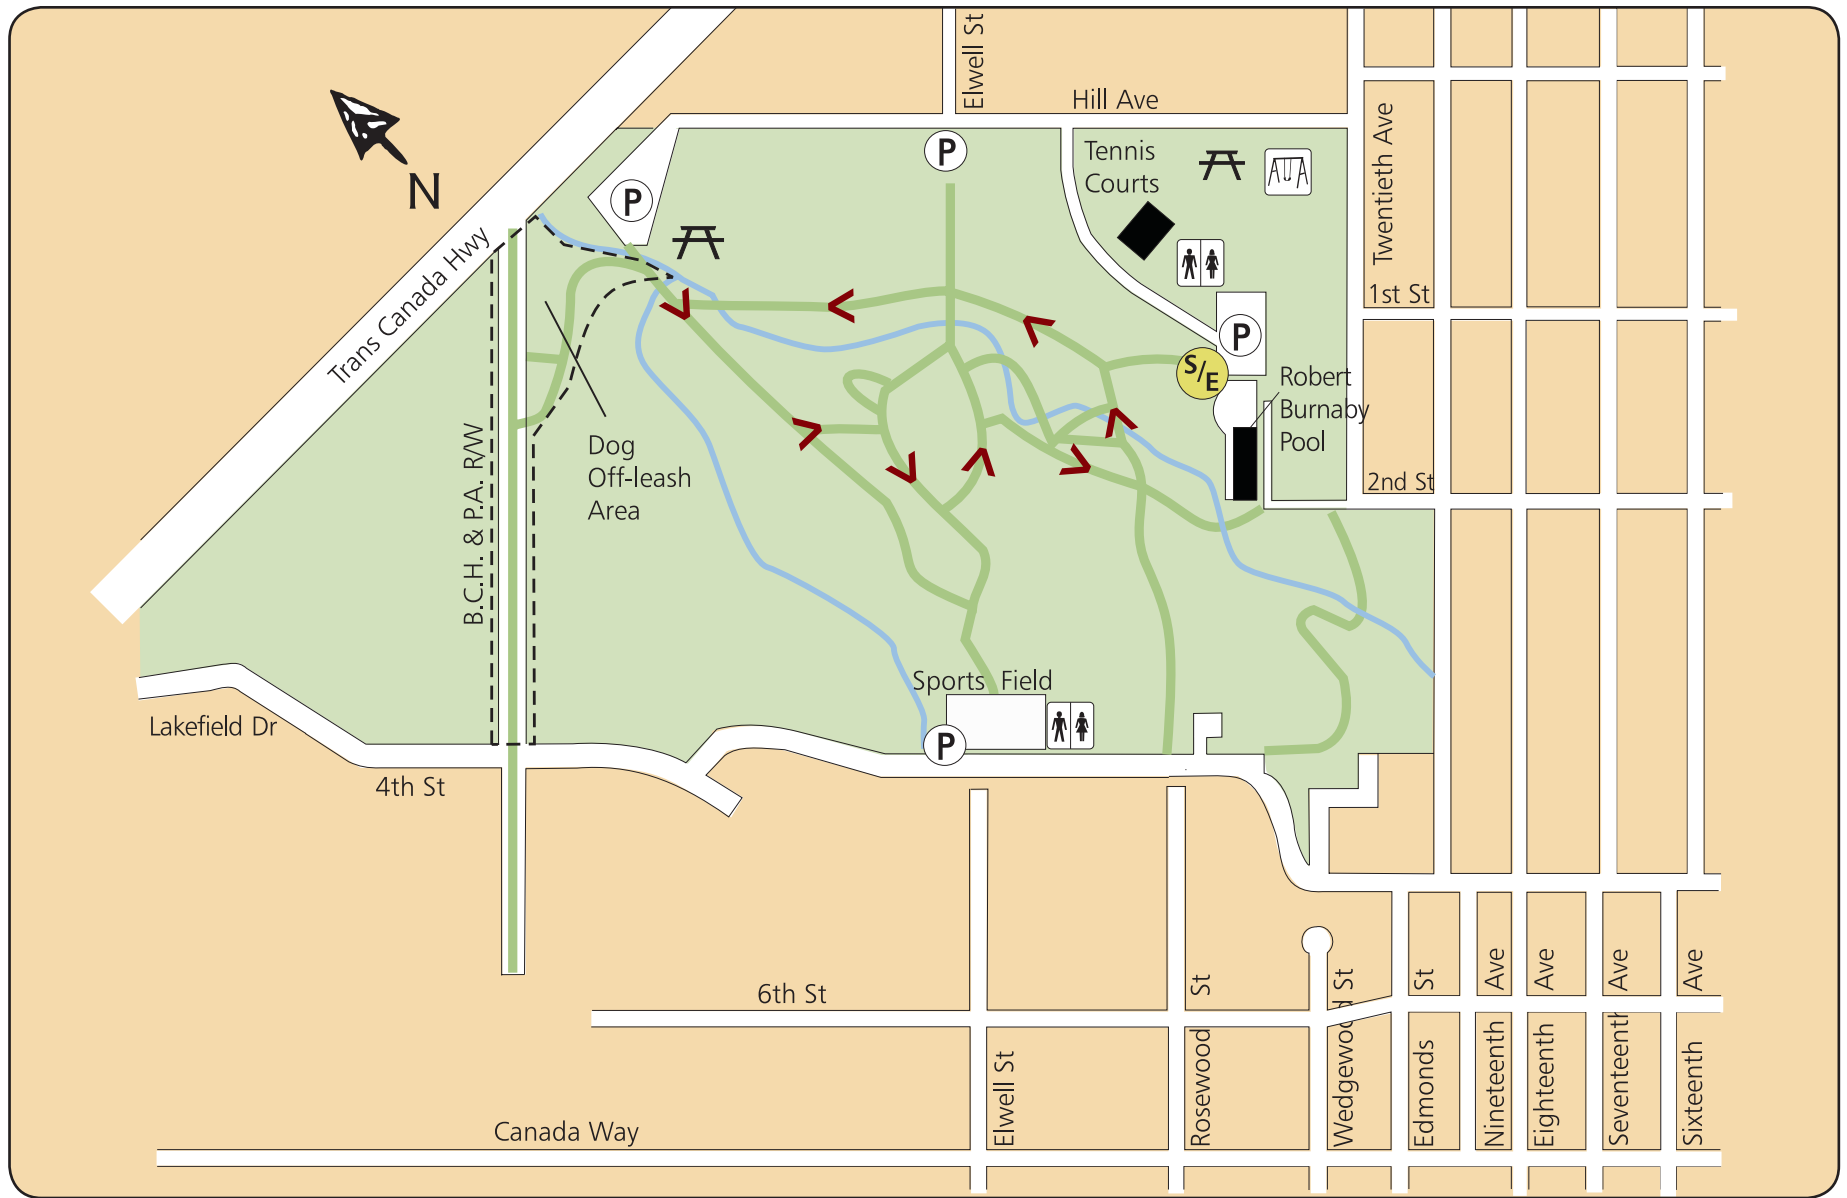 Elwell St
Hill Ave
Tennis
Courts
Twentieth Ave
P
P
N
Trans Canada Hwy
1st St
P
S/E
Robert
Burnaby
Pool
Dog
Off-leash
Area
B.C.H. & P.A. R/W
2nd St
Sports Field
P
Lakefield Dr
4th St
6th St
Elwell St
Rosewood St
Wedgewood St
Edmonds St
Nineteenth Ave
Eighteenth Ave
Seventeenth Ave
Sixteenth Ave
Canada Way